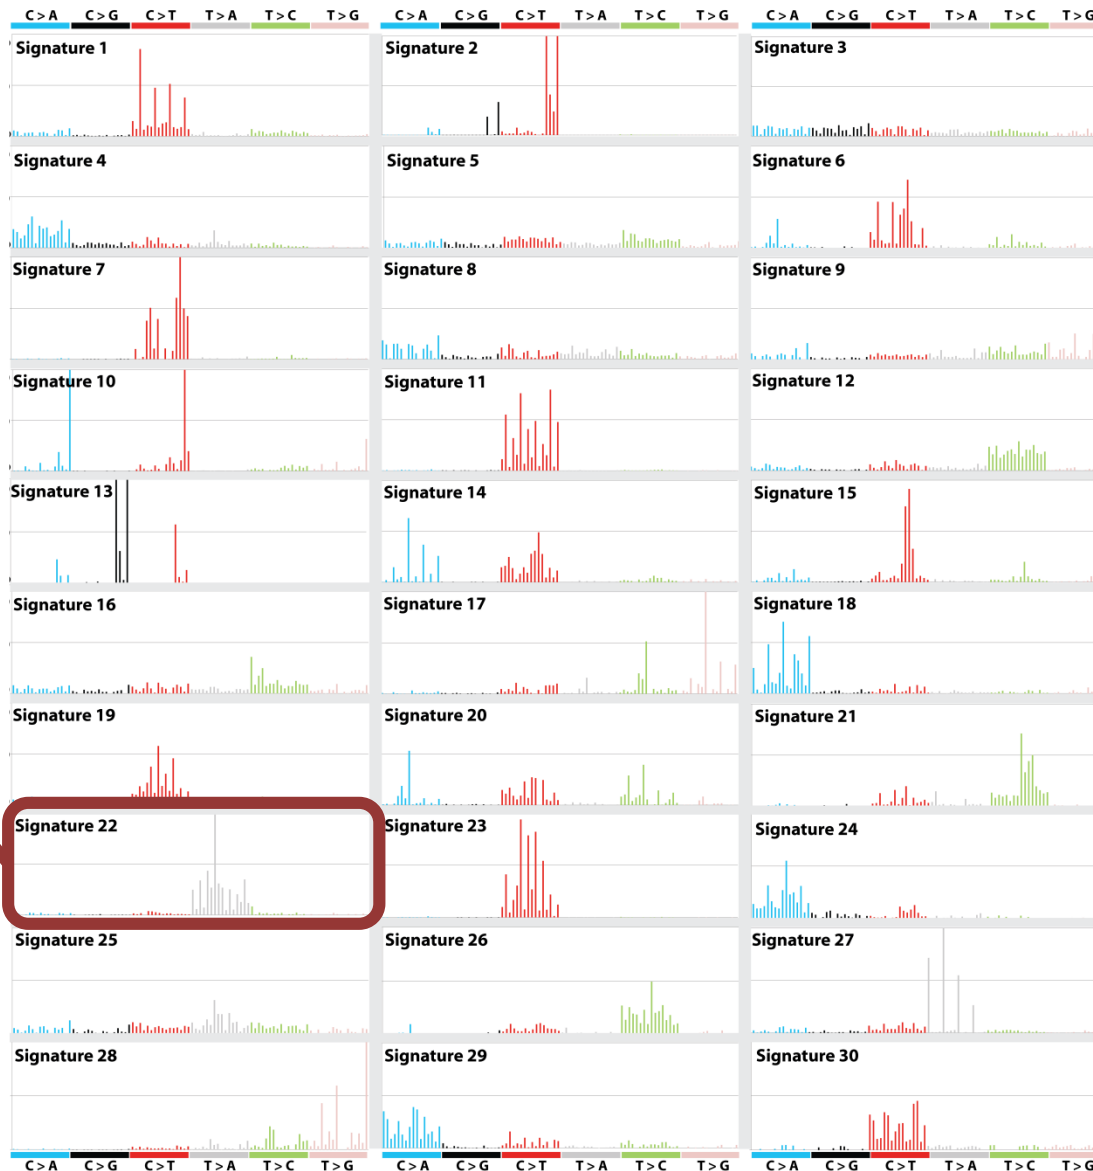 C > A C > G C > T T > A T > C T > G C > A C > G C > T T > A T > C T > G C > A C > G C > T T > A T > C T > G
Signature 1 Signature 2 Signature 3
Signature 4 Signature 5 Signature 6
Signature 7 Signature 8 Signature 9
Signature 10 Signature 11 Signature 12
Signature 13 Signature 14 Signature 15
Signature 16 Signature 17 Signature 18
Signature 19 Signature 20 Signature 21
Signature 22 Signature 23 Signature 24
Signature 25 Signature 26 Signature 27
Signature 28 Signature 29 Signature 30
C > A C > G C > T T > A T > C T > G C > A C > G C > T T > A T > C T > G C > A C > G C > T T > A T > C T > G